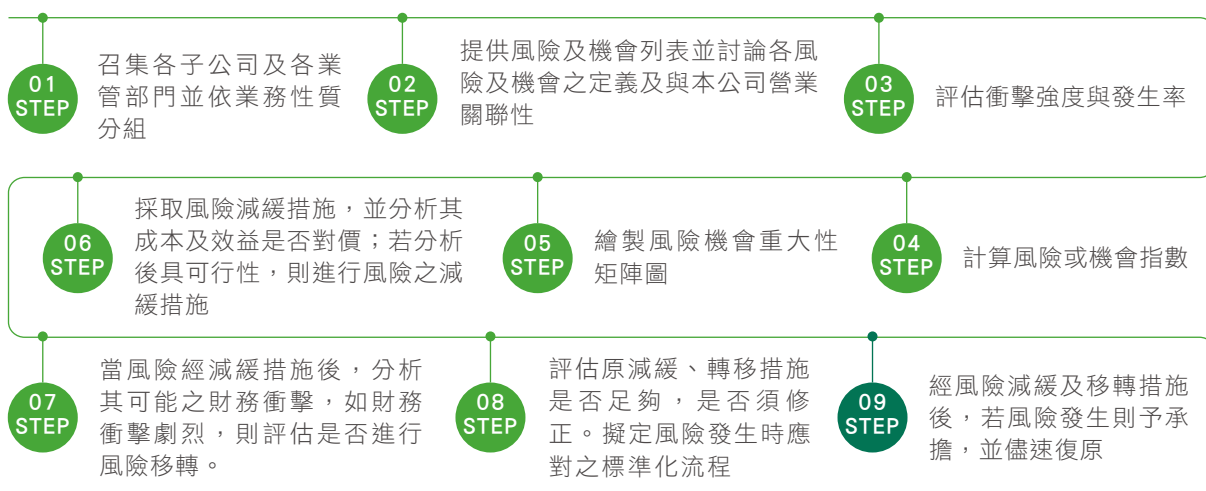 01
STEP
召集各子公司及各業
管部門並依業務性質
分組
02
STEP
提供風險及機會列表並討論各風
險及機會之定義及與本公司營業
關聯性
03
STEP
評估衝擊強度與發生率
04
STEP
計算風險或機會指數
05
STEP
繪製風險機會重大性
矩陣圖
06
STEP
採取風險減緩措施，並分析其
成本及效益是否對價；若分析
後具可行性，則進行風險之減
緩措施
07
STEP
當風險經減緩措施後，分析
其可能之財務衝擊，如財務
衝擊劇烈，則評估是否進行
風險移轉。
08
STEP
評估原減緩、轉移措施
是否足夠，是否須修
正。擬定風險發生時應
對之標準化流程
09
STEP
經風險減緩及移轉措施
後，若風險發生則予承
擔，並儘速復原